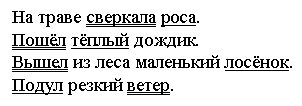 На траве сверкала роса.
Пошёл тёплый дождик.
Вышел из леса маленький лосёнок.
Подул резкий ветер.